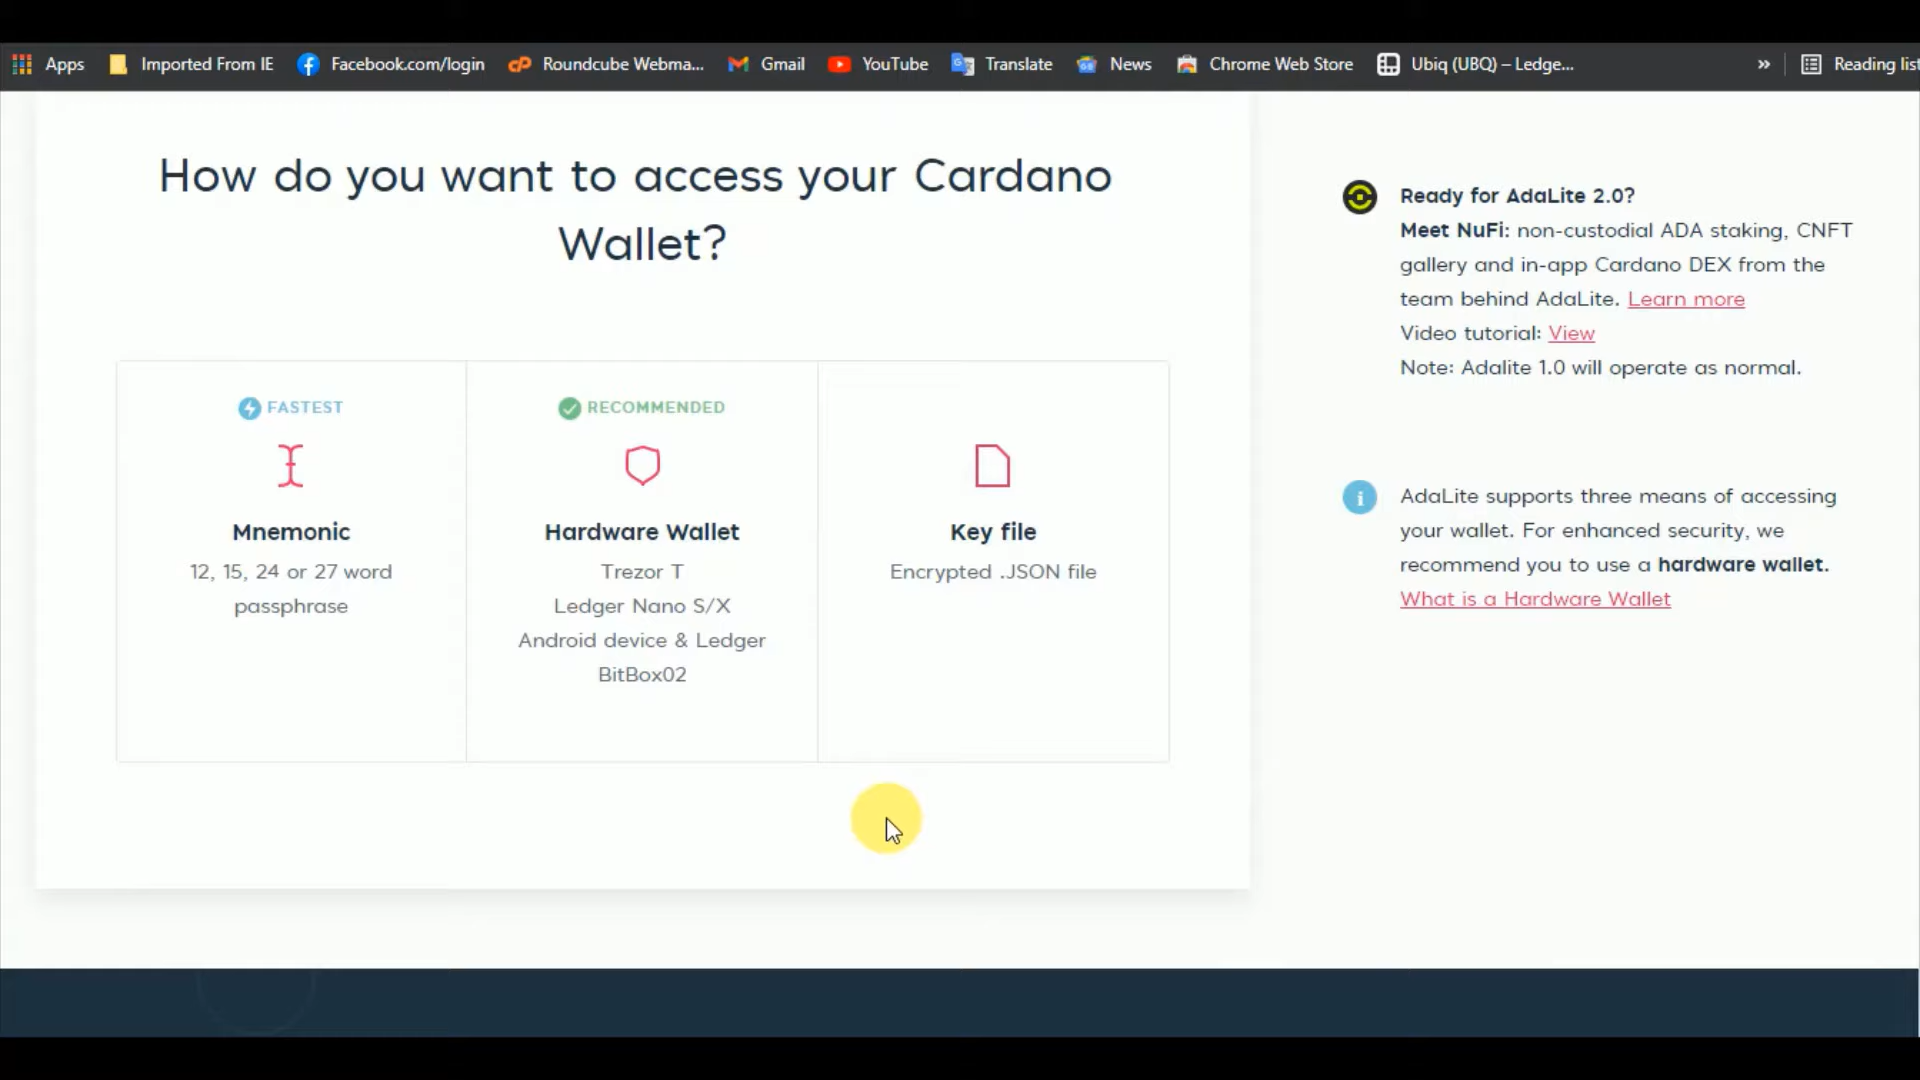 Apps
Imported From IE
Facebook.com/login
Roundcube Webma...
Gmail
YouTube
Translate
News
Chrome Web Store
Ubiq (UBQ) – Ledge...
»
Reading list
How do you want to access your Cardano
Wallet?
FASTEST
Mnemonic
12, 15, 24 or 27 word
passphrase
RECOMMENDED
Hardware Wallet
Trezor T
Ledger Nano S/X
Android device & Ledger
BitBox02
Key file
Encrypted .JSON file
Ready for AdaLite 2.0?
Meet NuFi: non-custodial ADA staking, CNFT
gallery and in-app Cardano DEX from the
team behind AdaLite. Learn more
Video tutorial: View
Note: Adalite 1.0 will operate as normal.
AdaLite supports three means of accessing
your wallet. For enhanced security, we
recommend you to use a hardware wallet.
What is a Hardware Wallet